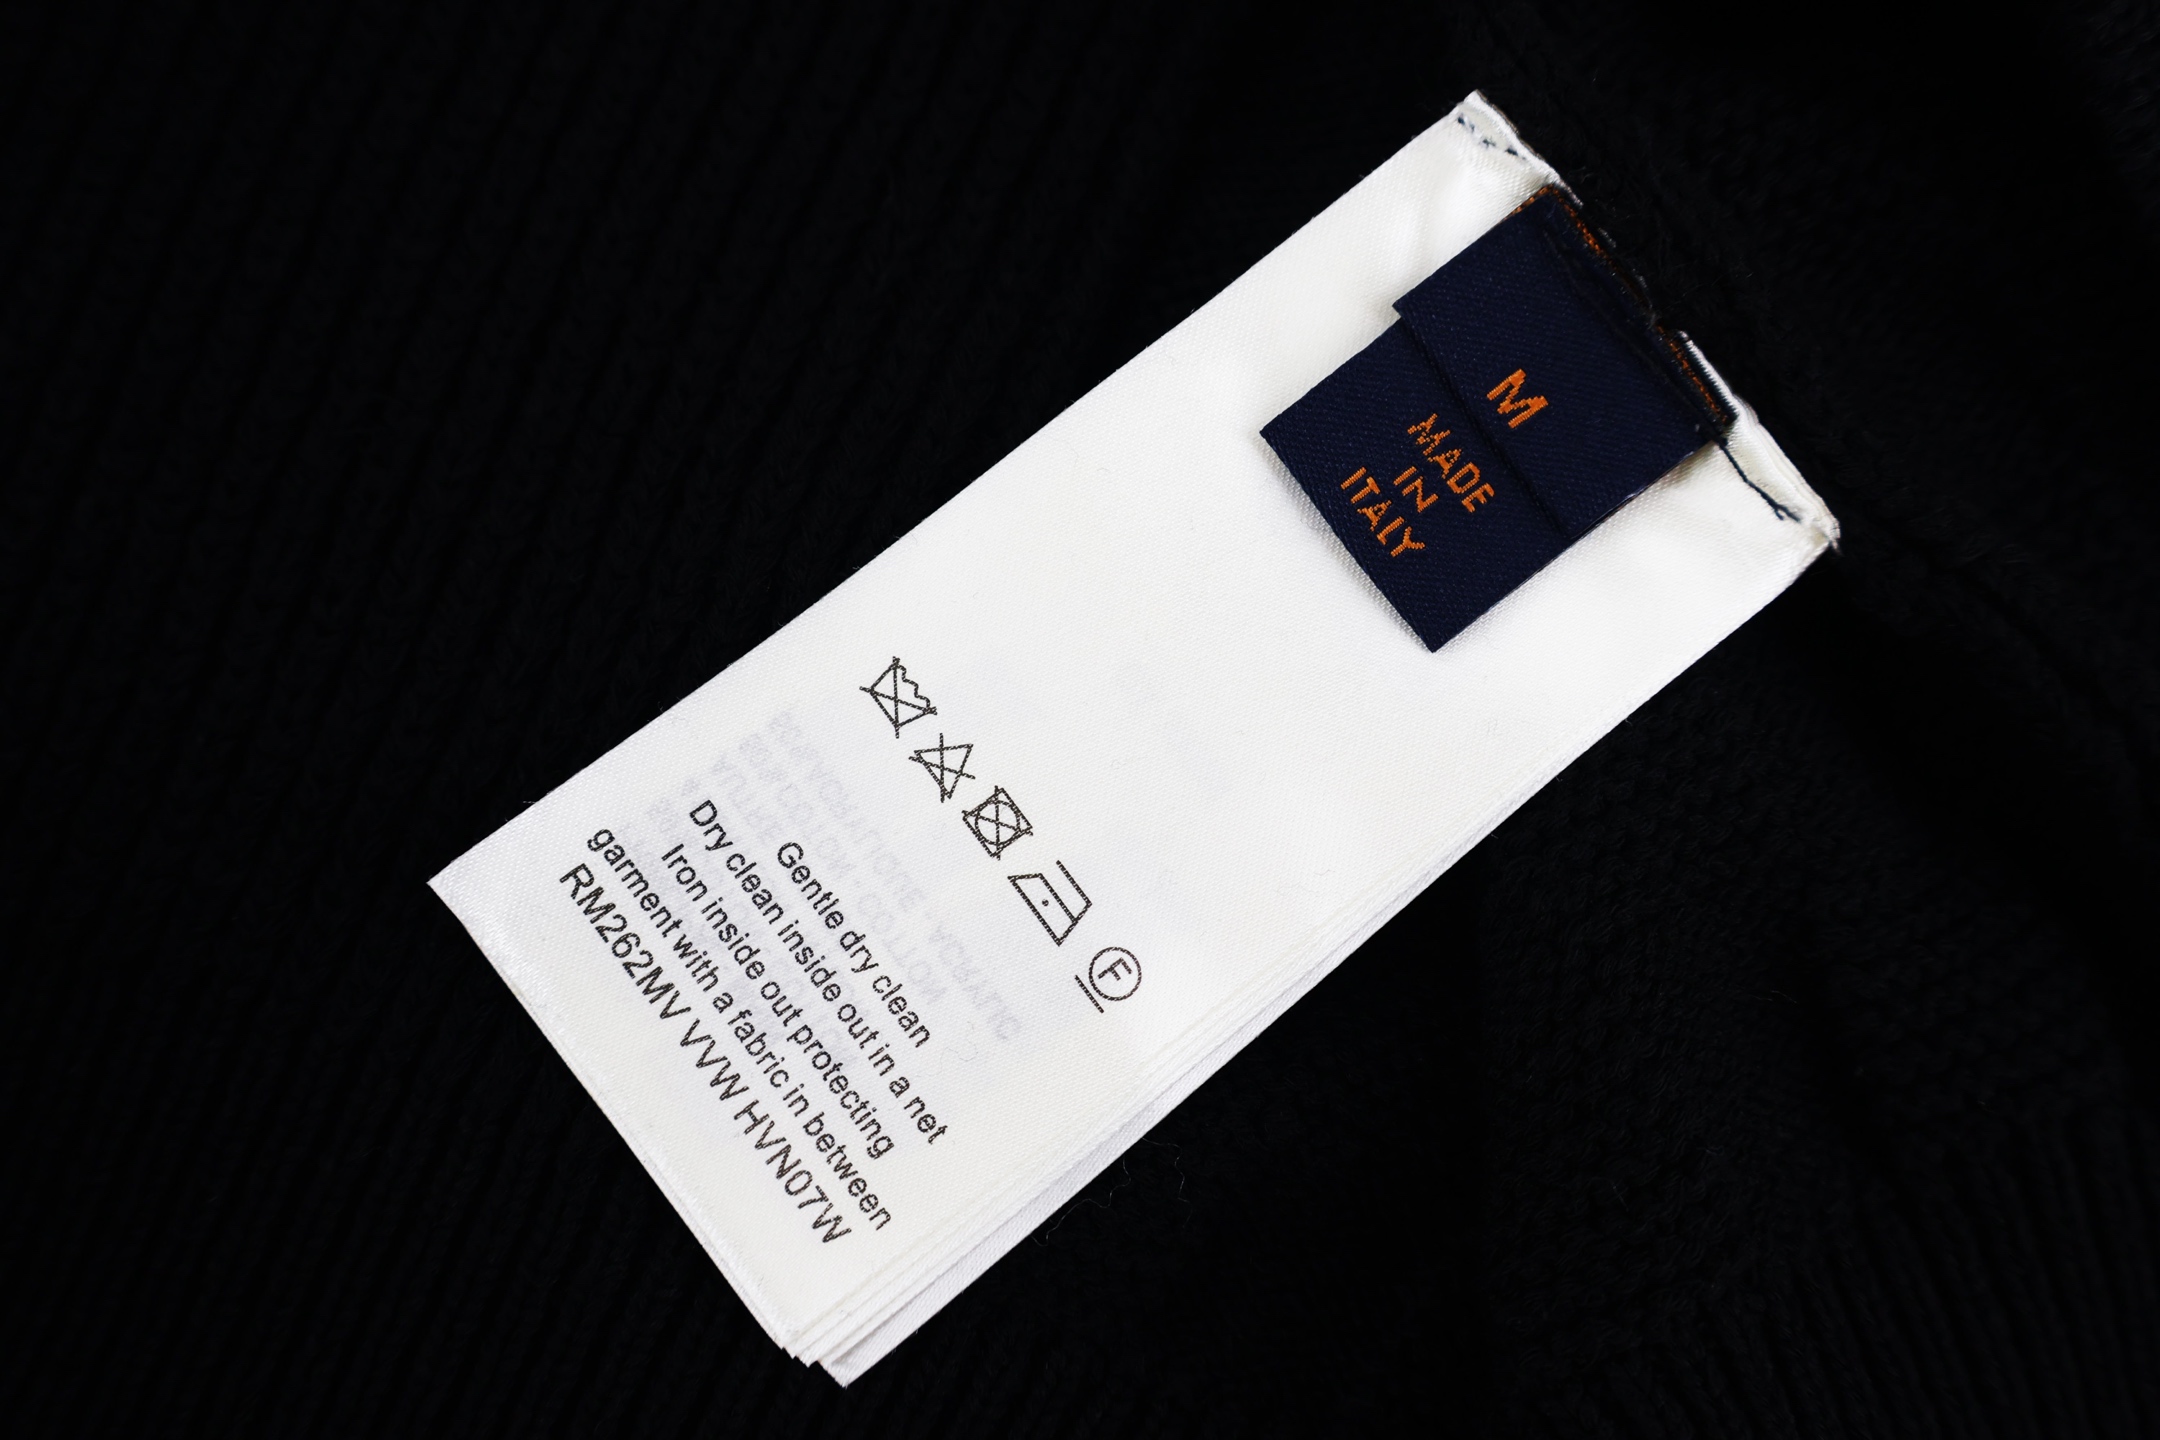 M
MADE
IN
ITALY
F
Gentle dry clean
Dry clean inside out in a net
Iron inside out protecting
garment with a fabric in between
RM262MV VVW HVN07W